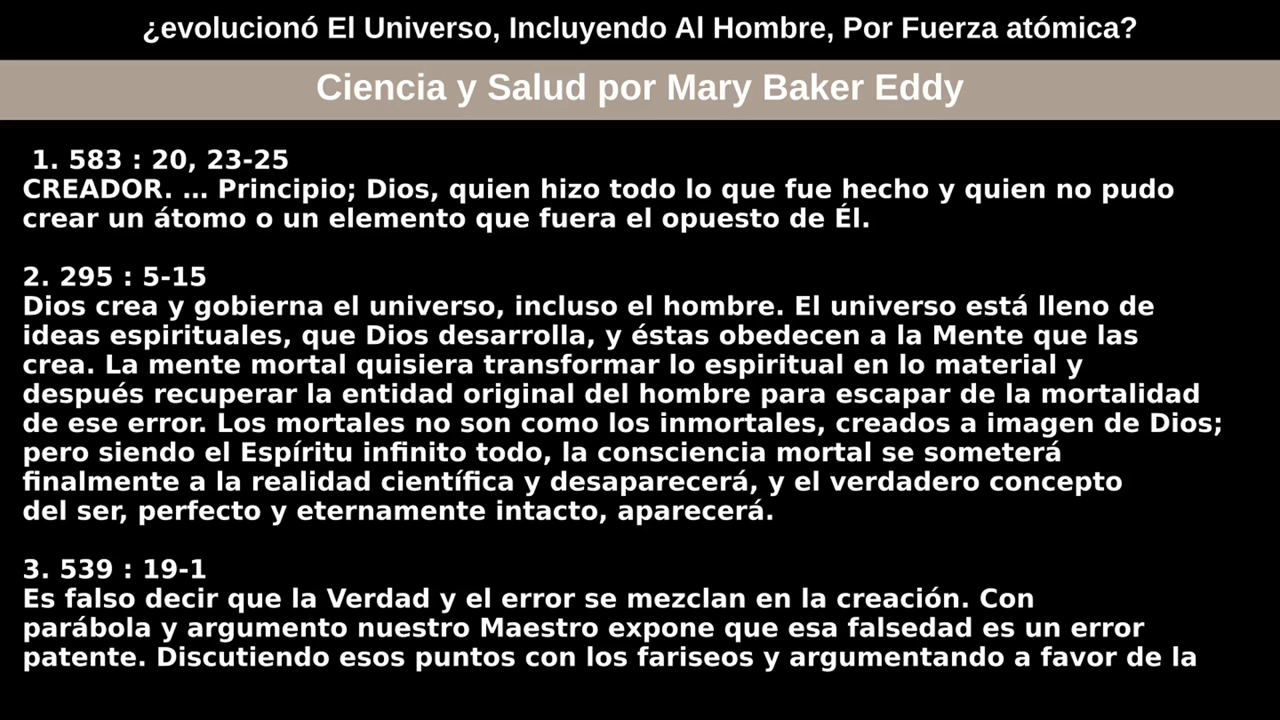 ¿evolucionó El Universo, Incluyendo Al Hombre, Por Fuerza atómica?
Ciencia y Salud por Mary Baker Eddy
1. 583 : 20, 23-25
CREADOR. … Principio; Dios, quien hizo todo lo que fue hecho y quien no pudo
crear un átomo o un elemento que fuera el opuesto de Él.
2. 295 : 5-15
Dios crea y gobierna el universo, incluso el hombre. El universo está lleno de
ideas espirituales, que Dios desarrolla, y éstas obedecen a la Mente que las
crea. La mente mortal quisiera transformar lo espiritual en lo material y
después recuperar la entidad original del hombre para escapar de la mortalidad
de ese error. Los mortales no son como los inmortales, creados a imagen de Dios;
pero siendo el Espíritu infinito todo, la consciencia mortal se someterá
finalmente a la realidad científica y desaparecerá, y el verdadero concepto
del ser, perfecto y eternamente intacto, aparecerá.
3. 539 : 19-1
Es falso decir que la Verdad y el error se mezclan en la creación. Con
parábola y argumento nuestro Maestro expone que esa falsedad es un error
patente. Discutiendo esos puntos con los fariseos y argumentando a favor de la